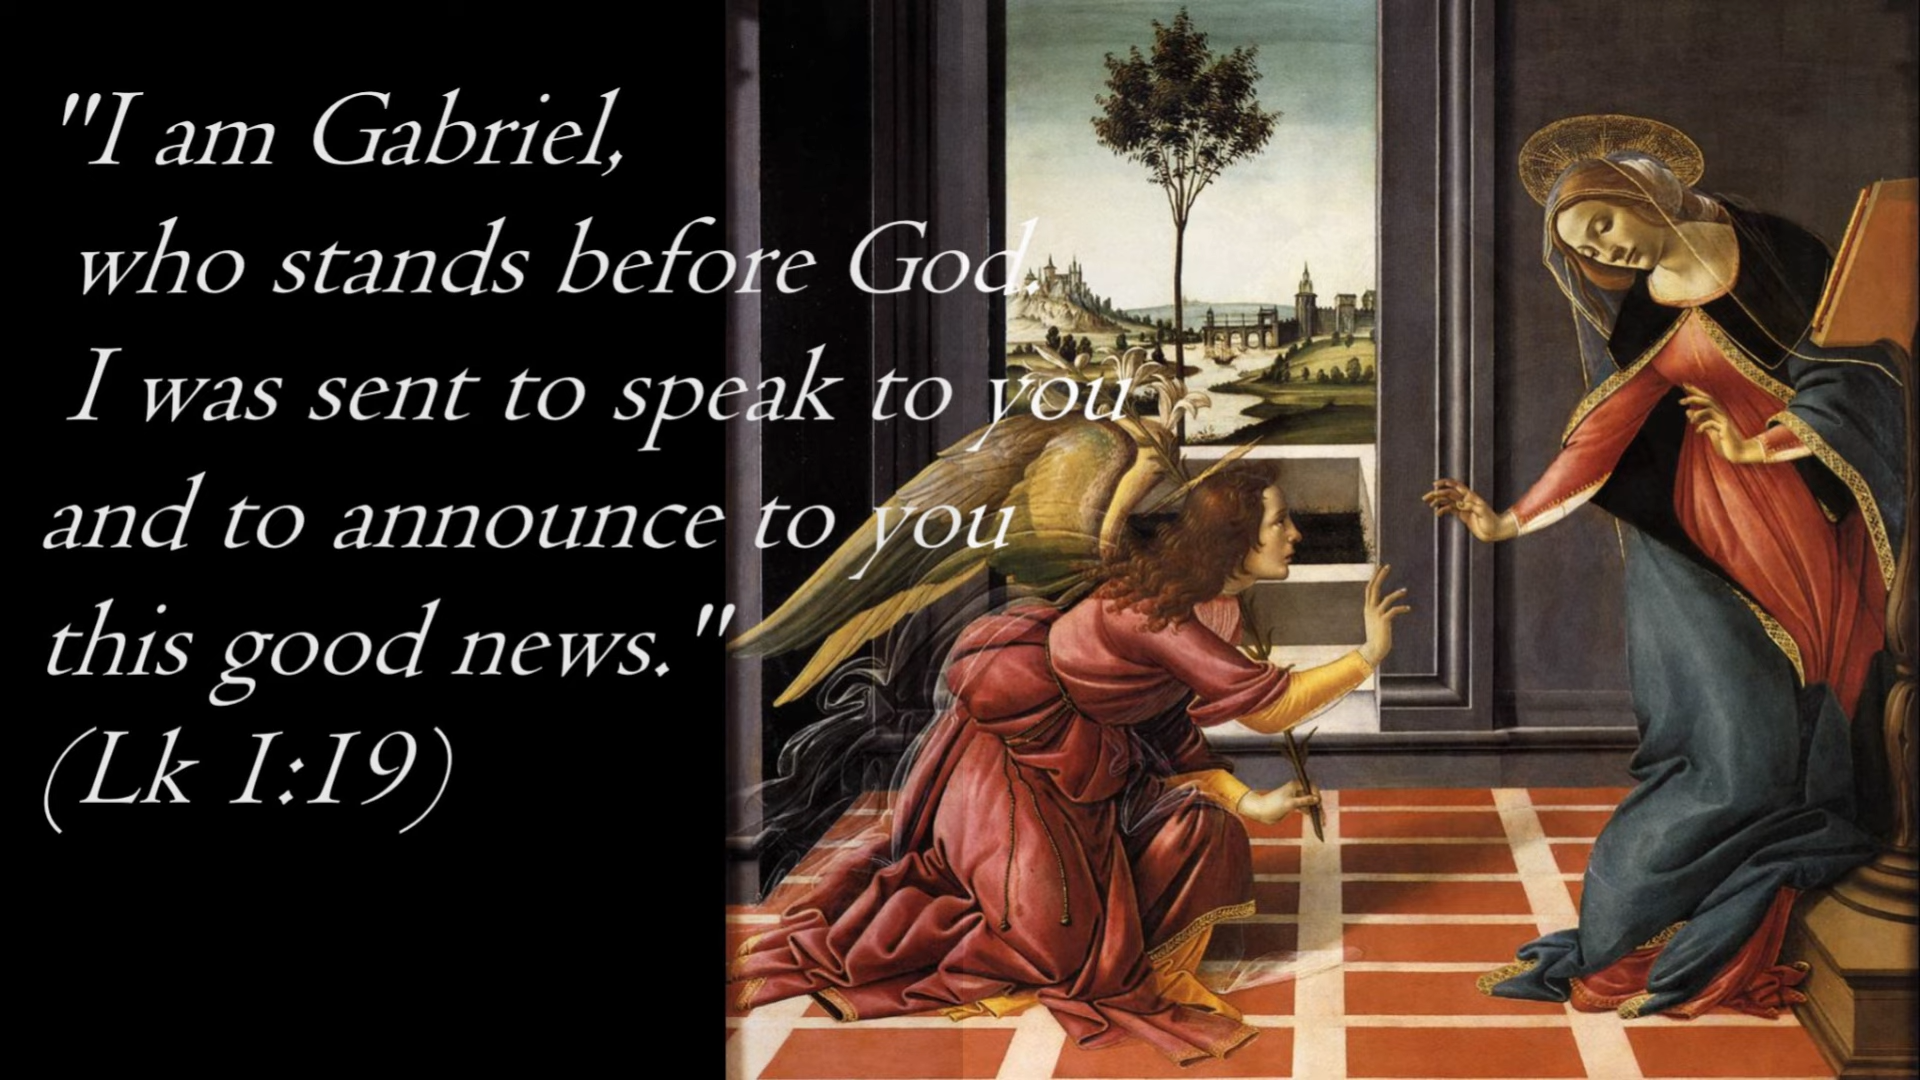 "I am Gabriel,
who stands before God.
I was sent to speak to you
and to announce to you
this good news."
(Lk 1:19)